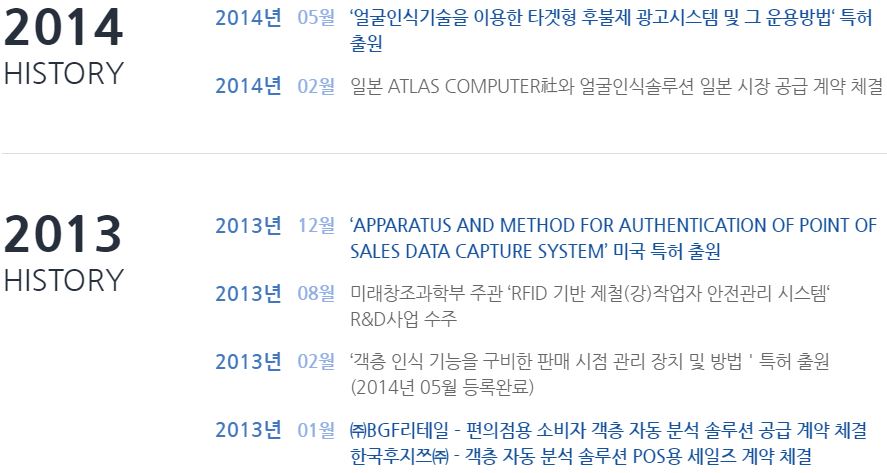 2014
HISTORY
2014년 05월 ‘얼굴인식기술을 이용한 타겟형 후불제 광고시스템 및 그 운용방법‘ 특허
출원
2014년 02월 일본 ATLAS COMPUTER社와 얼굴인식솔루션 일본 시장 공급 계약 체결
2013
HISTORY
2013년 12월 ‘APPARATUS AND METHOD FOR AUTHENTICATION OF POINT OF
SALES DATA CAPTURE SYSTEM’ 미국 특허 출원
2013년 08월 미래창조과학부 주관 ‘RFID 기반 제철(강)작업자 안전관리 시스템‘
R&D사업 수주
2013년 02월 ‘객층 인식 기능을 구비한 판매 시점 관리 장치 및 방법 ' 특허 출원
(2014년 05월 등록완료)
2013년 01월 ㈜BGF리테일 - 편의점용 소비자 객층 자동 분석 솔루션 공급 계약 체결
한국후지쯔㈜ - 객층 자동 분석 솔루션 POS용 세일즈 계약 체결